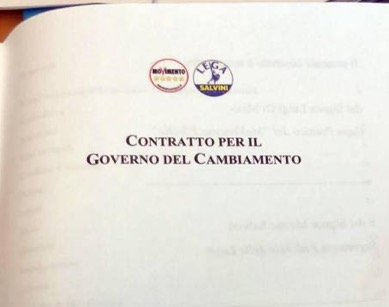 MOVIMENTO
LEGA
SALVINI
CONTRATTO PER IL
GOVERNO DEL CAMBIAMENTO